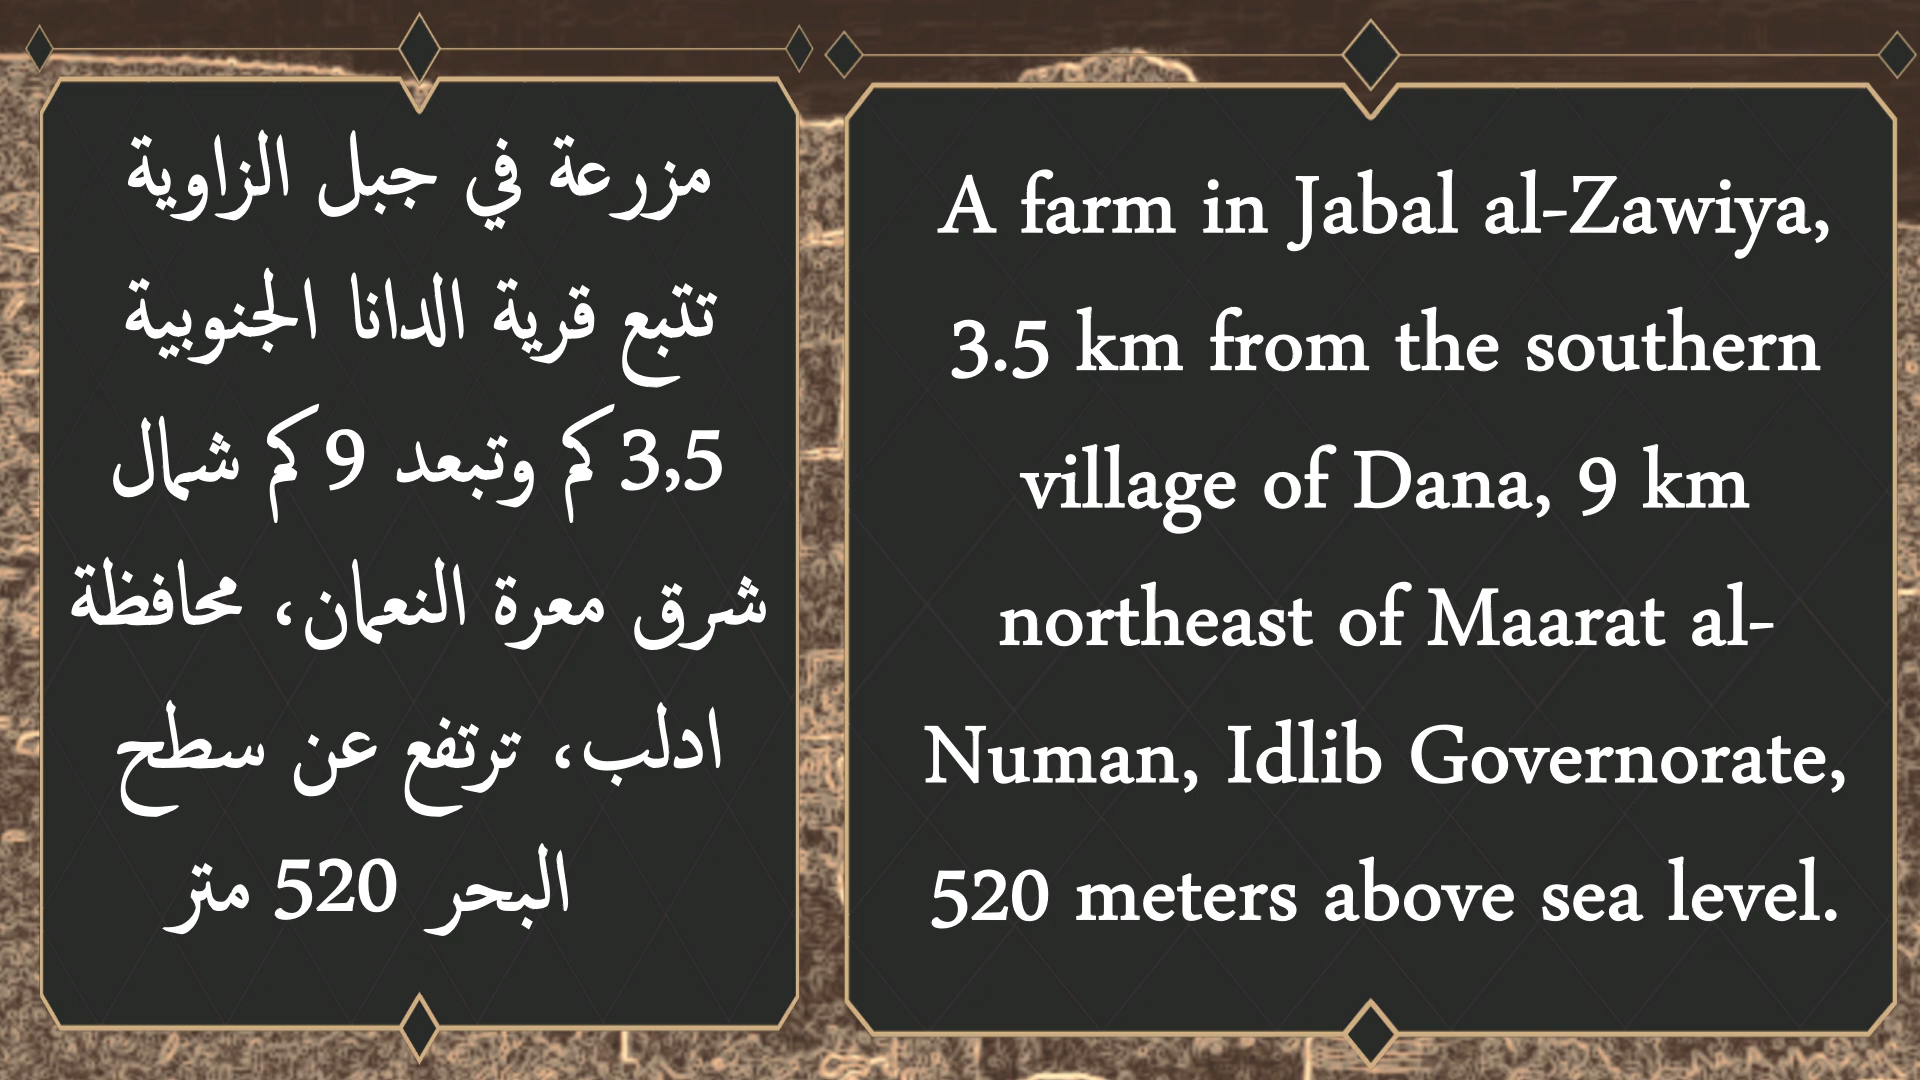 مزرعة في جبل الزاوية
تتبع قرية الدانا الجنوبية
3,5 كم وتبعد 9 كم شمال
شرق معرة النعمان، محافظة
ادلب، ترتفع عن سطح
البحر 520 متر
A farm in Jabal al-Zawiya,
3.5 km from the southern
village of Dana, 9 km
northeast of Maarat al-
Numan, Idlib Governorate,
520 meters above sea level.